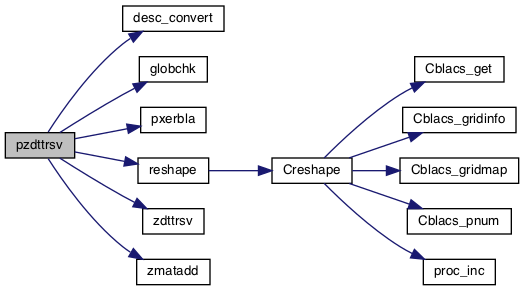 pzdttrsv
desc_convert
globchk
pxerbla
reshape
zdttrsv
zmatadd
Creshape
Cblacs_get
Cblacs_gridinfo
Cblacs_gridmap
Cblacs_pnum
proc_inc